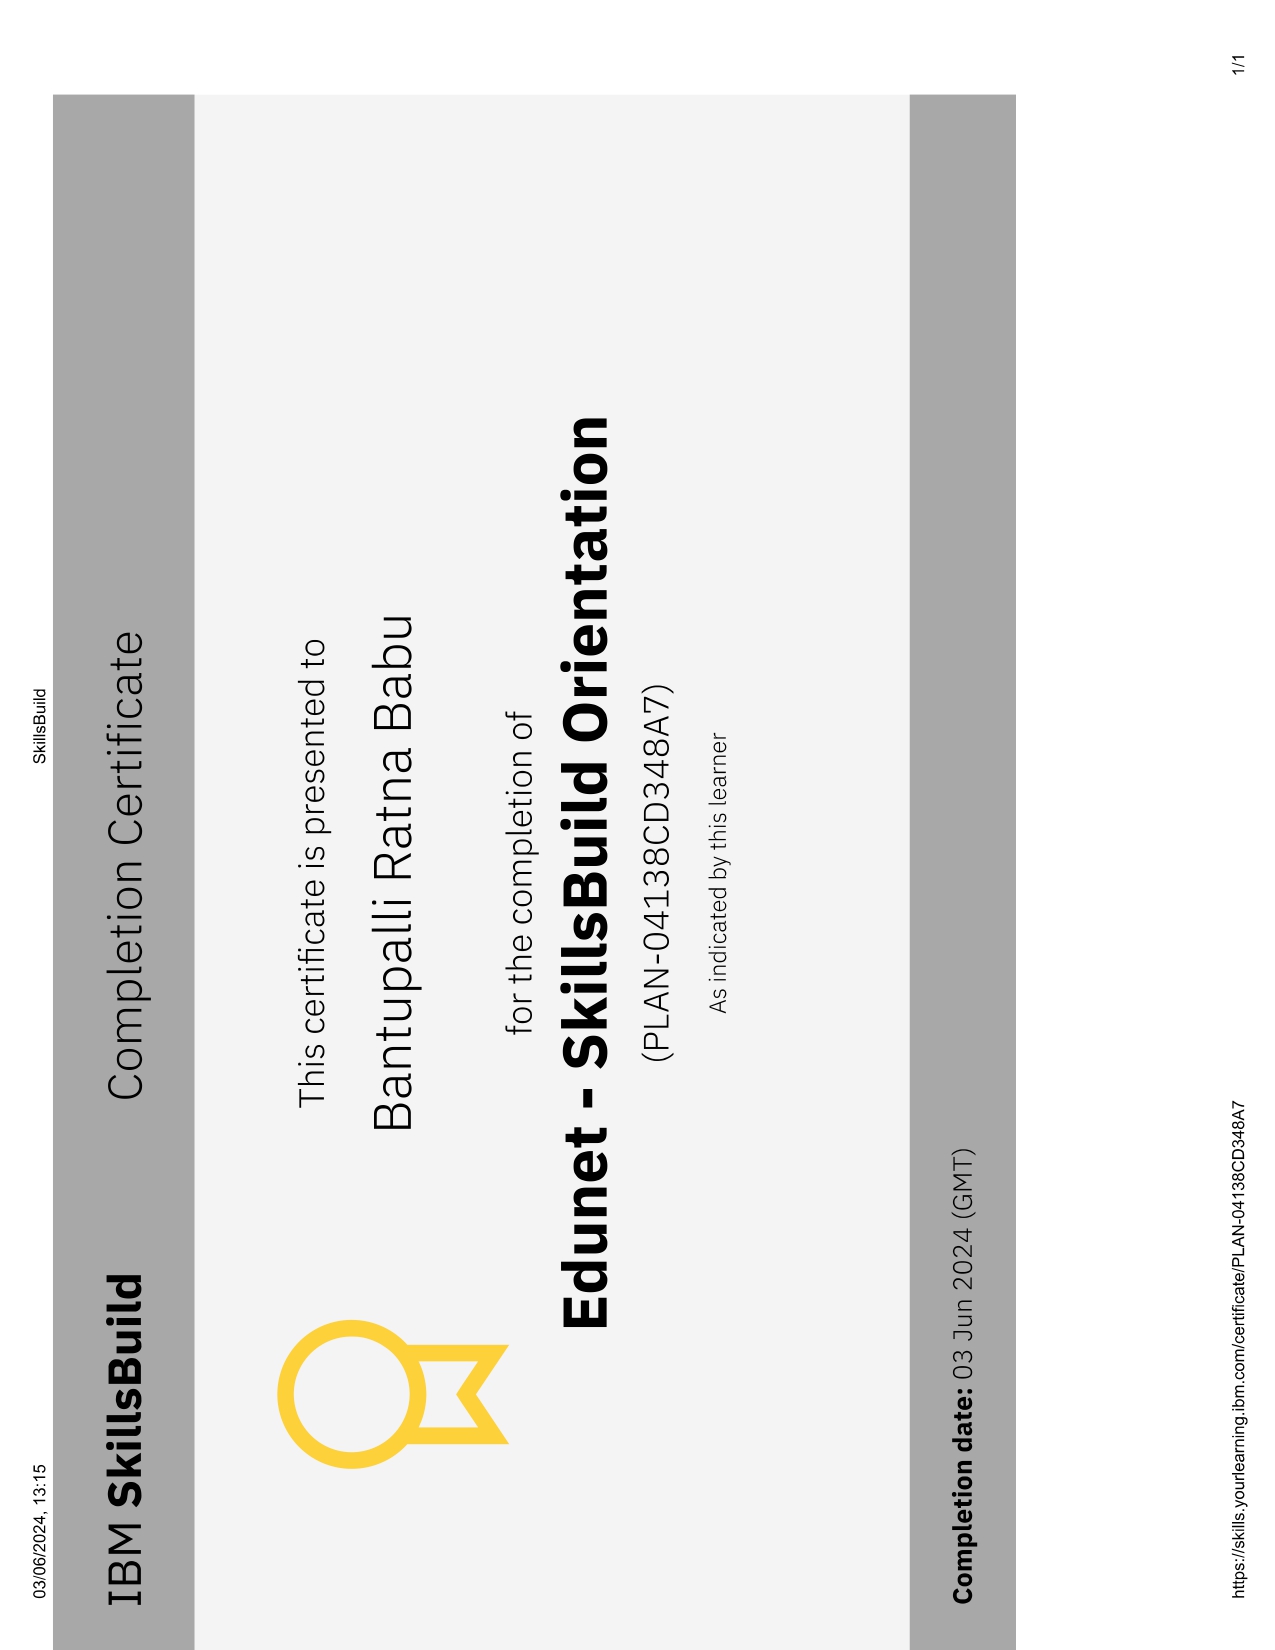 03/06/2024, 13:15
SkillsBuild
IBM SkillsBuild
Completion Certificate
This certificate is presented to
Bantupalli Ratna Babu
for the completion of
Edunet - SkillsBuild Orientation
(PLAN-04138CD348A7)
As indicated by this learner
Completion date: 03 Jun 2024 (GMT)
https://skills.yourlearning.ibm.com/certificate/PLAN-04138CD348A7
1/1